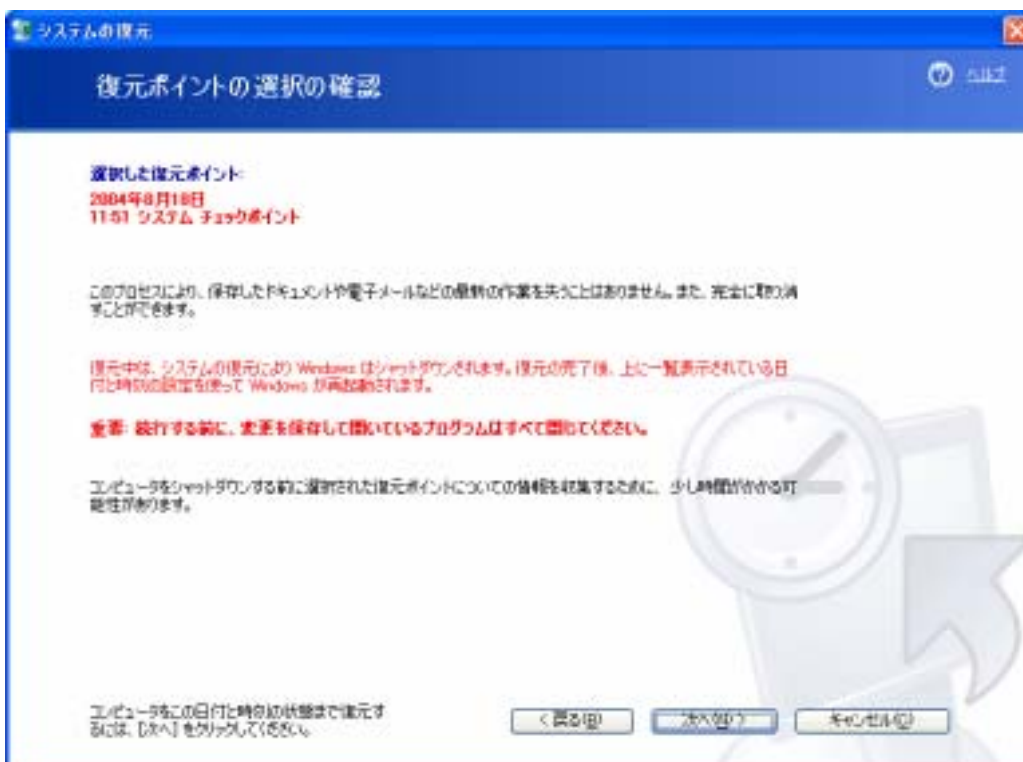 システムの復元
復元ポイントの選択の確認
ヘルプ
選択した復元ポイント:
2004年8月18日
11:51 システム チェックポイント
このプロセスにより、保存したドキュメントや電子メールなどの最新の作業を失うことはありません。また、完全に取り消
すことができます。
復元中は、システムの復元により Windows はシャットダウンされます。復元の完了後、上に一覧表示されている日
付と時刻の設定を使って Windows が再起動されます。
重要: 続行する前に、変更を保存して開いているプログラムはすべて閉じてください。
コンピュータをシャットダウンする前に選択された復元ポイントについての情報を収集するために、少し時間がかかる可
能性があります。
コンピュータをこの日付と時刻の状態まで復元す
るには、[次へ] をクリックしてください。
< 戻る(B)
次へ(N) >
キャンセル(C)